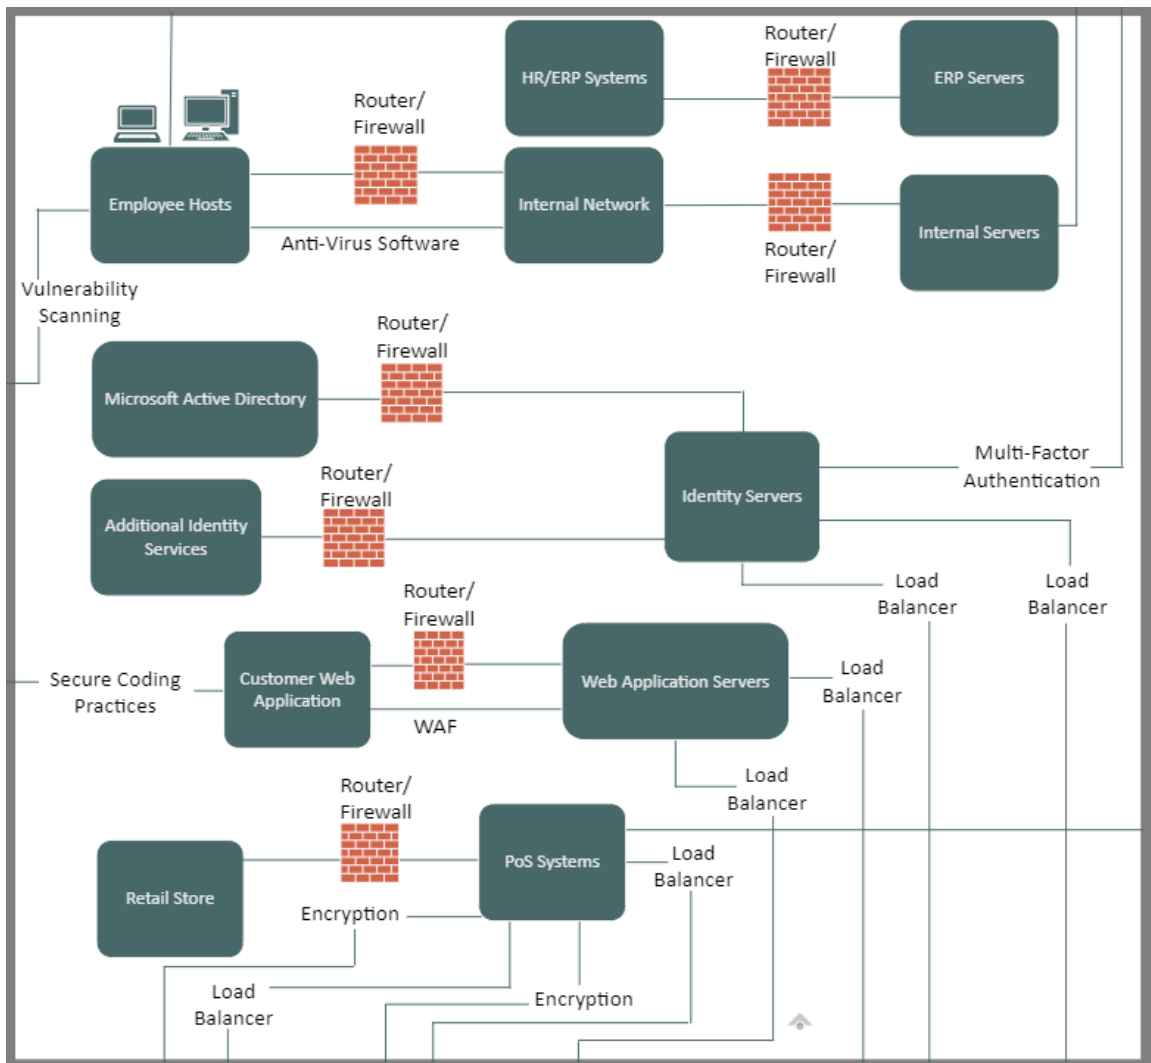 Router/
Firewall
HR/ERP Systems
ERP Servers
Router/
Firewall
Employee Hosts
Internal Network
Internal Servers
Anti-Virus Software
Router/
Firewall
Vulnerability
Scanning
Router/
Firewall
Microsoft Active Directory
Multi-Factor
Authentication
Router/
Firewall
Identity Servers
Additional Identity
Services
Load
Balancer
Load
Balancer
Router/
Firewall
Secure Coding
Practices
Customer Web
Application
Web Application Servers
Load
Balancer
WAF
Load
Balancer
Router/
Firewall
PoS Systems
Load
Balancer
Retail Store
Encryption
Load
Balancer
Encryption